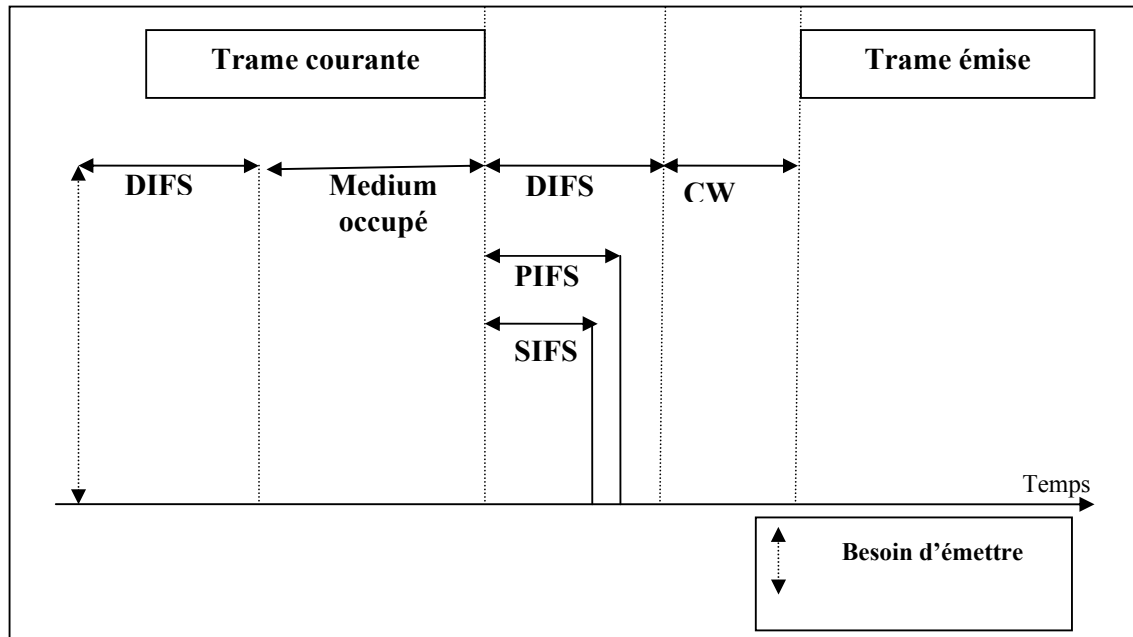 Trame courante
Trame émise
DIFS
Medium
occupé
DIFS
CW
PIFS
SIFS
Temps
Besoin d’émettre